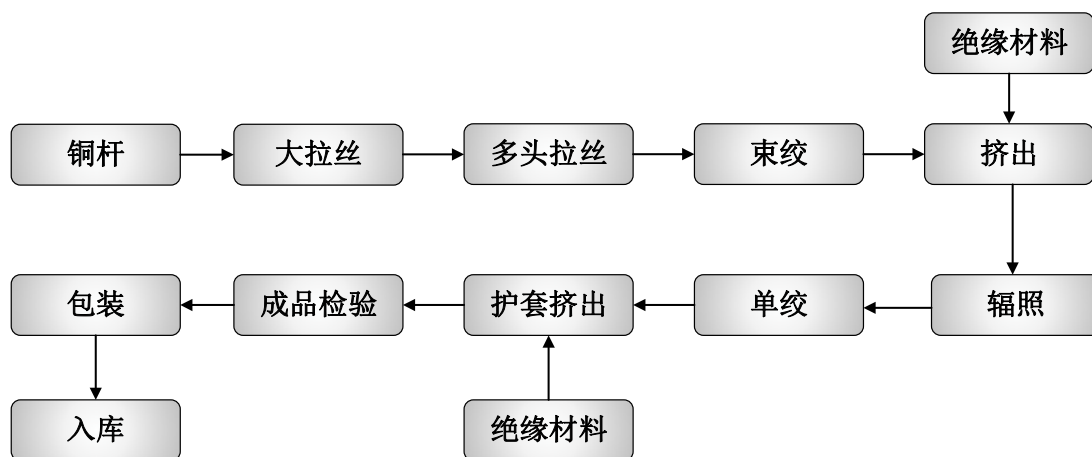 绝缘材料
铜杆
大拉丝
多头拉丝
束绞
挤出
包装
成品检验
护套挤出
单绞
辐照
入库
绝缘材料